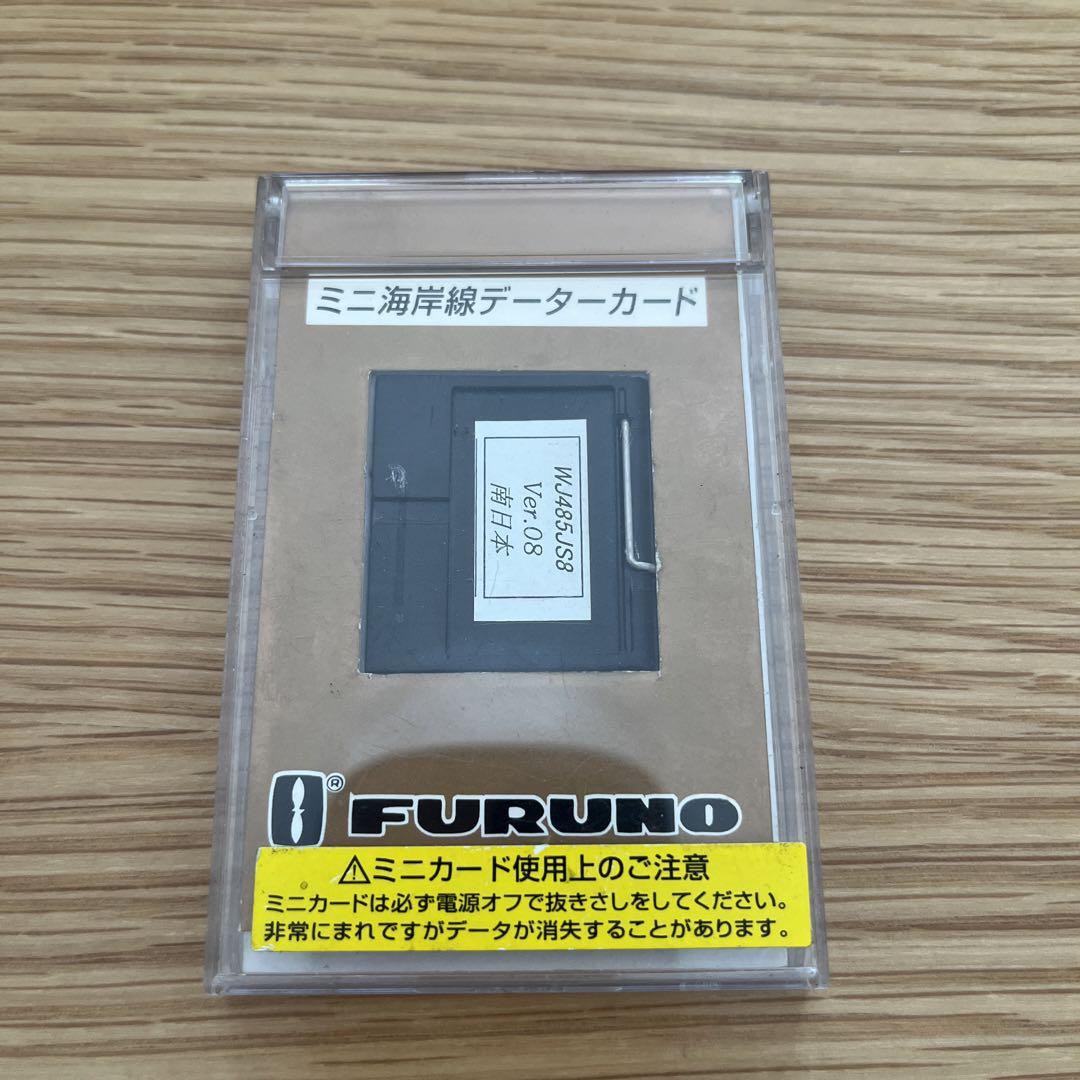 ミニ海岸線データーカード
WJ485JS8
Ver.08
南日本
® FURUNO
⚠ミニカード使用上のご注意
ミニカードは必ず電源オフで抜きさしをしてください。
非常にまれですがデータが消失することがあります。